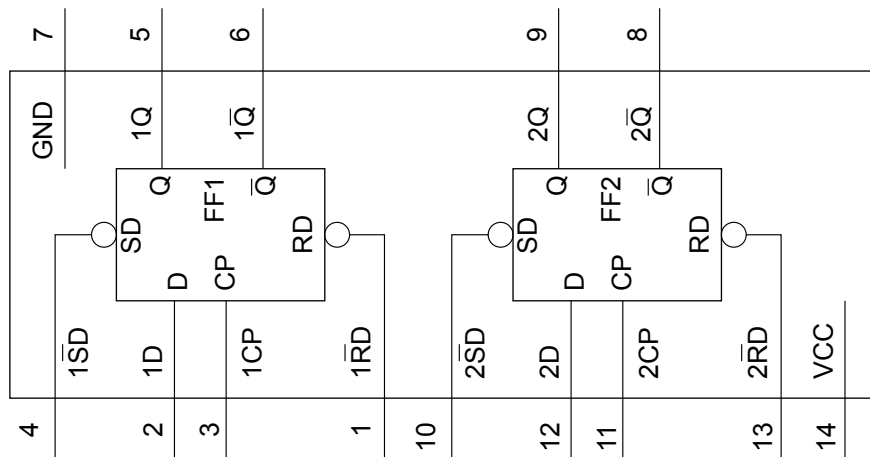 7
5
6
9
8
GND
1Q
1Q̅
2Q
2Q̅
Q
FF1
Q̅
SD
RD
D
CP
Q
FF2
Q̅
SD
RD
D
CP
1S̅D
1D
1CP
1R̅D
2S̅D
2D
2CP
2R̅D
VCC
4
2
3
1
10
12
11
13
14